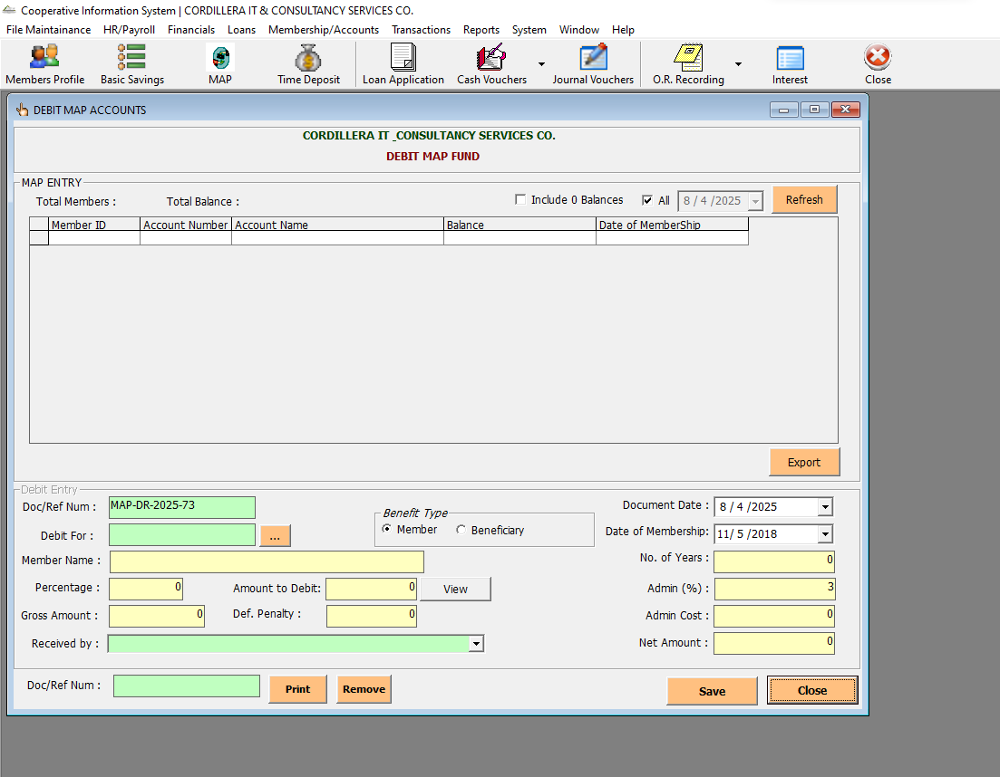 Cooperative Information System | CORDILLERA IT & CONSULTANCY SERVICES CO.
File Maintainance HR/Payroll Financials Loans Membership/Accounts Transactions Reports System Window Help
Members Profile Basic Savings MAP Time Deposit Loan Application Cash Vouchers Journal Vouchers O.R. Recording Interest Close
DEBIT MAP ACCOUNTS
CORDILLERA IT _CONSULTANCY SERVICES CO.
DEBIT MAP FUND
MAP ENTRY
Total Members : Total Balance : Include 0 Balances All 8 / 4 /2025 Refresh
Member ID Account Number Account Name Balance Date of MemberShip
Export
Debit Entry
Doc/Ref Num : MAP-DR-2025-73 Document Date : 8 / 4 /2025
Benefit Type
Debit For : ... Member Beneficiary Date of Membership: 11/ 5 /2018
Member Name : No. of Years : 0
Percentage : 0 Amount to Debit: 0 View Admin (%) : 3
Gross Amount : 0 Def. Penalty : 0 Admin Cost : 0
Received by : Net Amount : 0
Doc/Ref Num : Print Remove Save Close